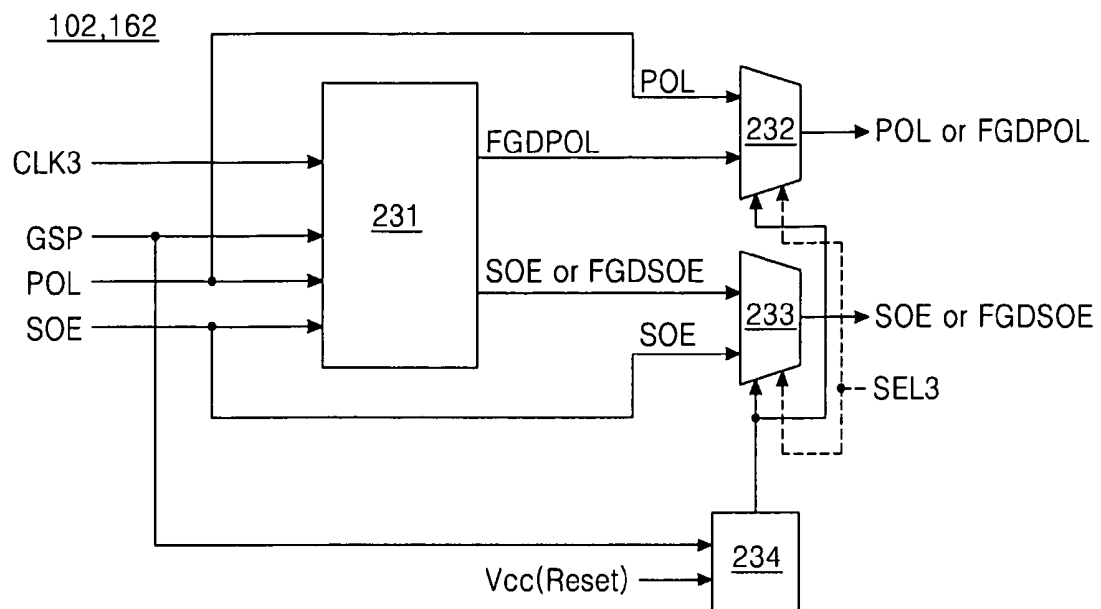 102,162
POL
232
POL or FGDPOL
FGDPOL
CLK3
231
GSP
SOE or FGDSOE
POL
233
SOE or FGDSOE
SOE
SOE
SEL3
234
Vcc(Reset)